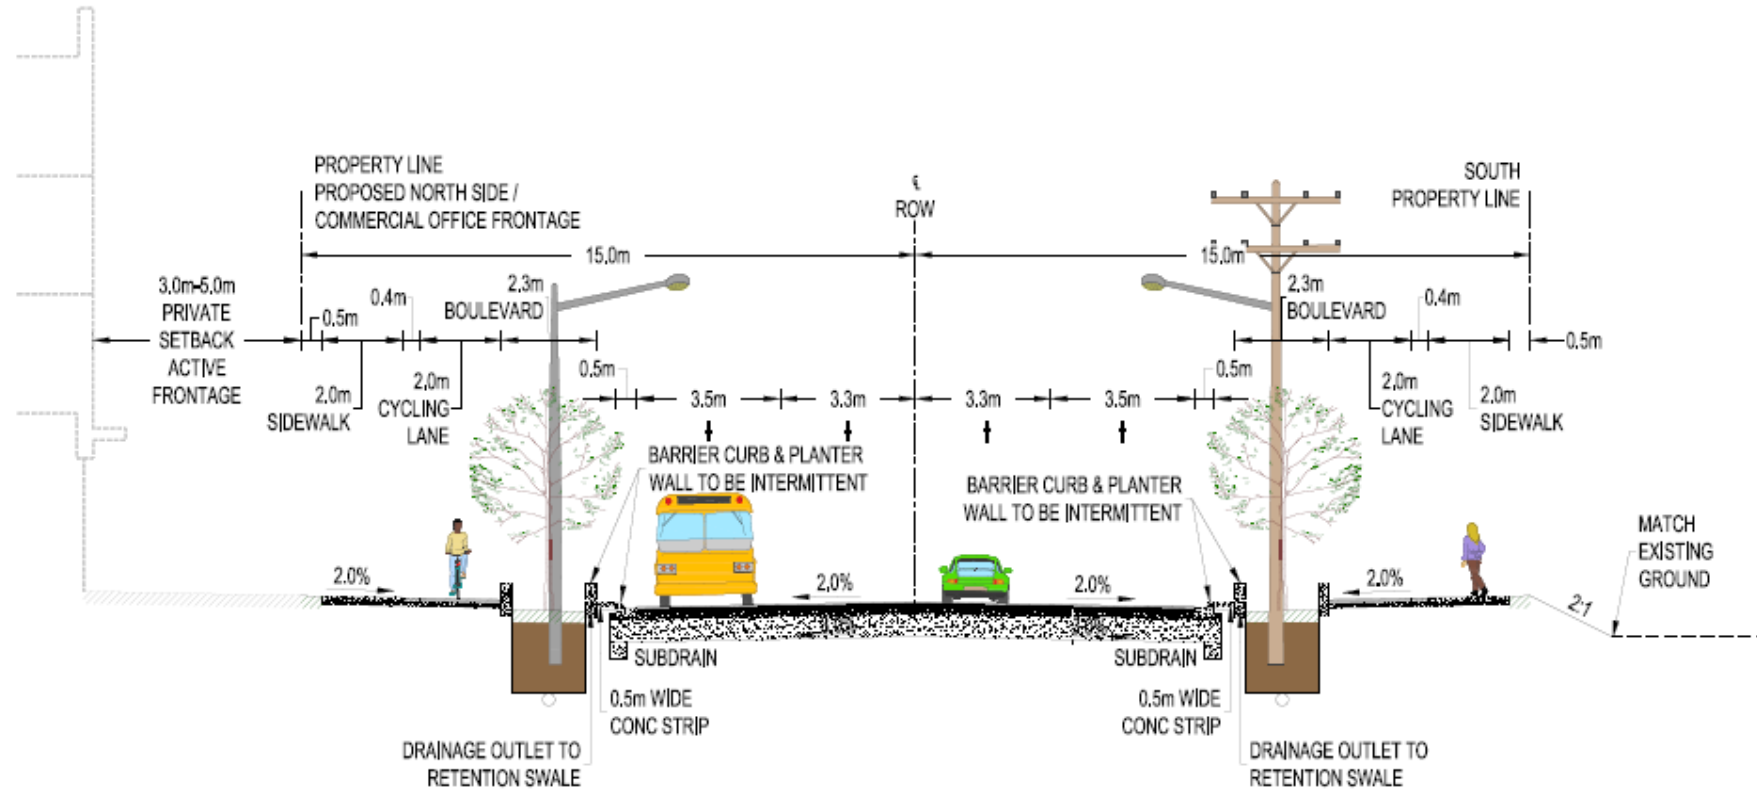 PROPERTY LINE
PROPOSED NORTH SIDE /
COMMERCIAL OFFICE FRONTAGE
℄
ROW
SOUTH
PROPERTY LINE
15.0m
15.0m
3.0m-5.0m
PRIVATE
SETBACK
ACTIVE
FRONTAGE
0.5m
0.4m
2.3m
BOULEVARD
2.3m
BOULEVARD
0.4m
0.5m
2.0m
SIDEWALK
2.0m
CYCLING
LANE
0.5m
3.5m
3.3m
3.3m
3.5m
0.5m
2.0m
CYCLING
LANE
2.0m
SIDEWALK
BARRIER CURB & PLANTER
WALL TO BE INTERMITTENT
BARRIER CURB & PLANTER
WALL TO BE INTERMITTENT
MATCH
EXISTING
GROUND
2.0%
2.0%
2.0%
2.0%
2:1
SUBDRAIN
SUBDRAIN
0.5m WIDE
CONC STRIP
0.5m WIDE
CONC STRIP
DRAINAGE OUTLET TO
RETENTION SWALE
DRAINAGE OUTLET TO
RETENTION SWALE